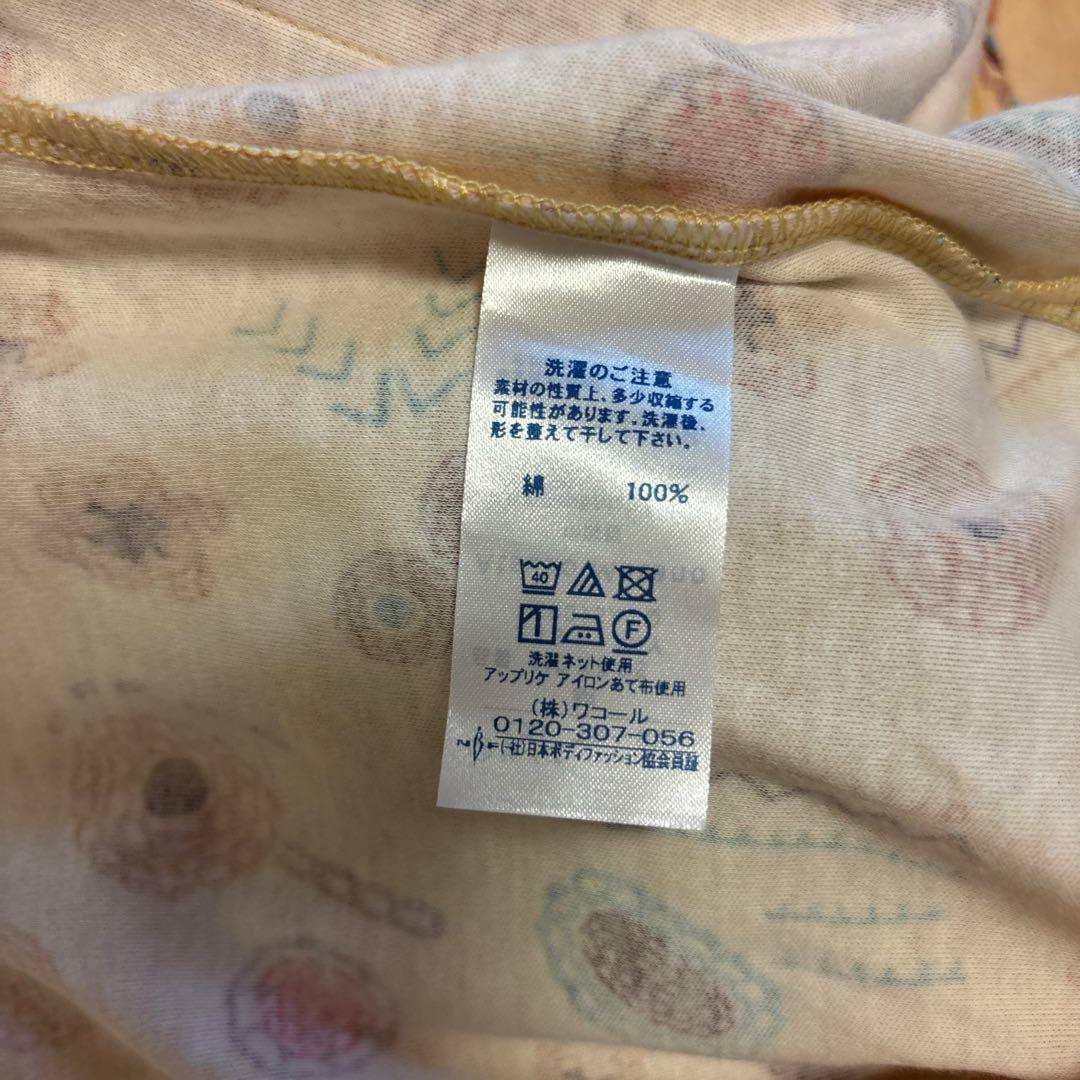 洗濯のご注意
素材の性質上、多少収縮する
可能性があります。洗濯後、
形を整えて干して下さい。
綿 100%
40
F
洗濯ネット使用
アップリケ アイロンあて布使用
(株)ワコール
0120-307-056
(一社)日本ボディファッション協会会員証